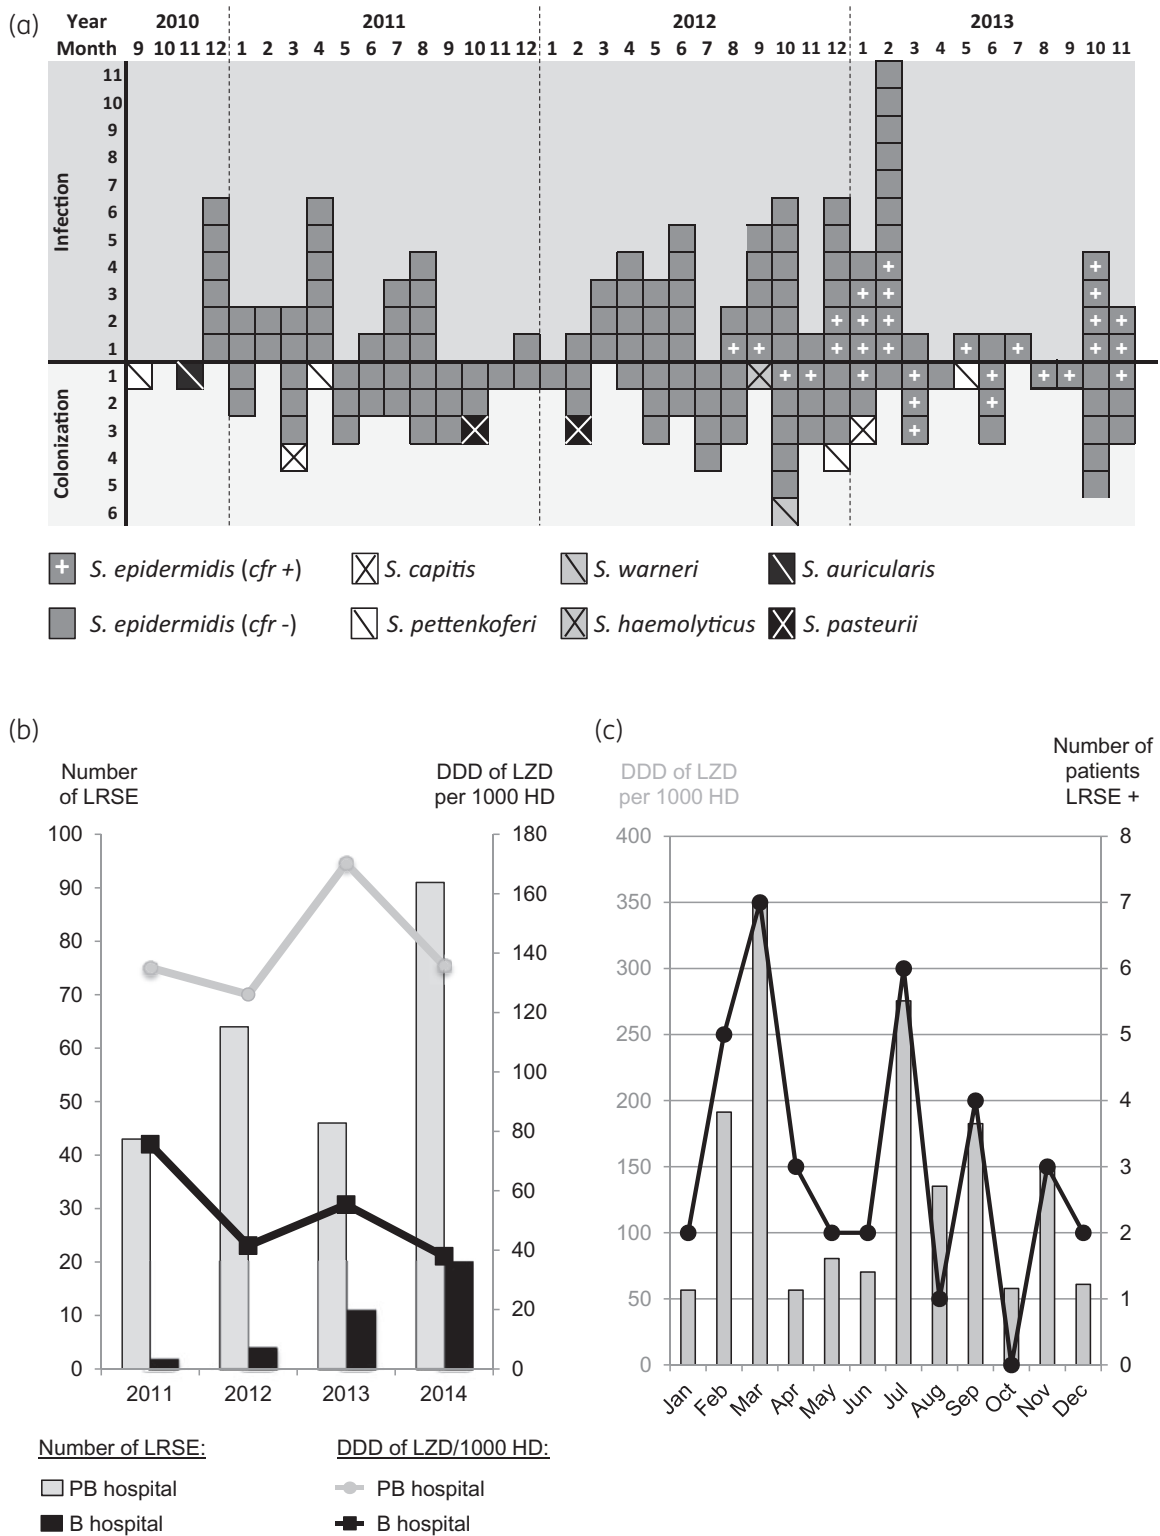 (a)
Year 2010 2011 2012 2013
Month 9 10 11 12 1 2 3 4 5 6 7 8 9 10 11 12 1 2 3 4 5 6 7 8 9 10 11 12 1 2 3 4 5 6 7 8 9 10 11
Infection
11
10
9
8
7
6
5
4
3
2
1
Colonization
1
2
3
4
5
6
S. epidermidis (cfr +) S. capitis S. warneri S. auricularis
S. epidermidis (cfr -) S. pettenkoferi S. haemolyticus S. pasteurii
(b)
Number
of LRSE
DDD of LZD
per 1000 HD
100
90
80
70
60
50
40
30
20
10
0
180
160
140
120
100
80
60
40
20
0
2011 2012 2013 2014
Number of LRSE: DDD of LZD/1000 HD:
PB hospital PB hospital
B hospital B hospital
(c)
DDD of LZD
per 1000 HD
Number of
patients
LRSE +
400
350
300
250
200
150
100
50
0
8
7
6
5
4
3
2
1
0
Jan Feb Mar Apr May Jun Jul Aug Sep Oct Nov Dec